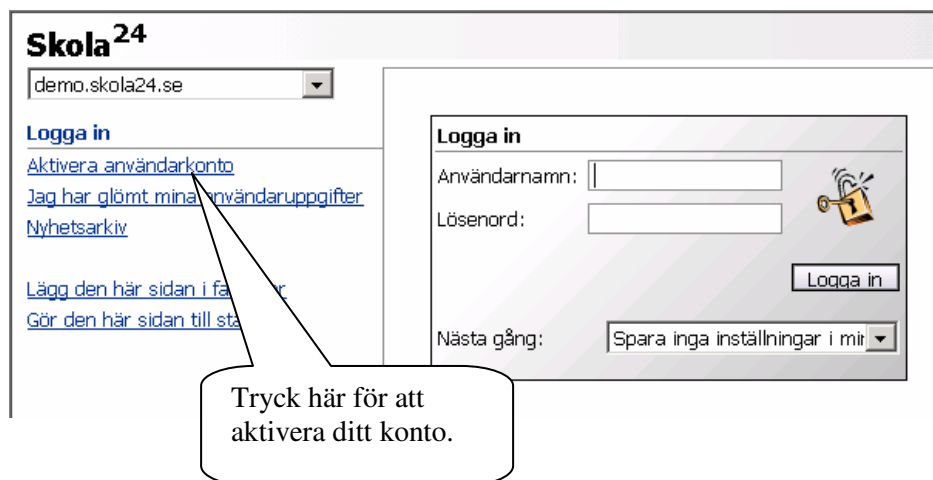 Skola24
demo.skola24.se
Logga in
Aktivera användarkonto
Jag har glömt mina användaruppgifter
Nyhetsarkiv
Lägg den här sidan i
Gör den här sidan till
Logga in
Användarnamn:
Lösenord:
Logga in
Nästa gång:
Spara inga inställningar i
Tryck här för att
aktivera ditt konto.